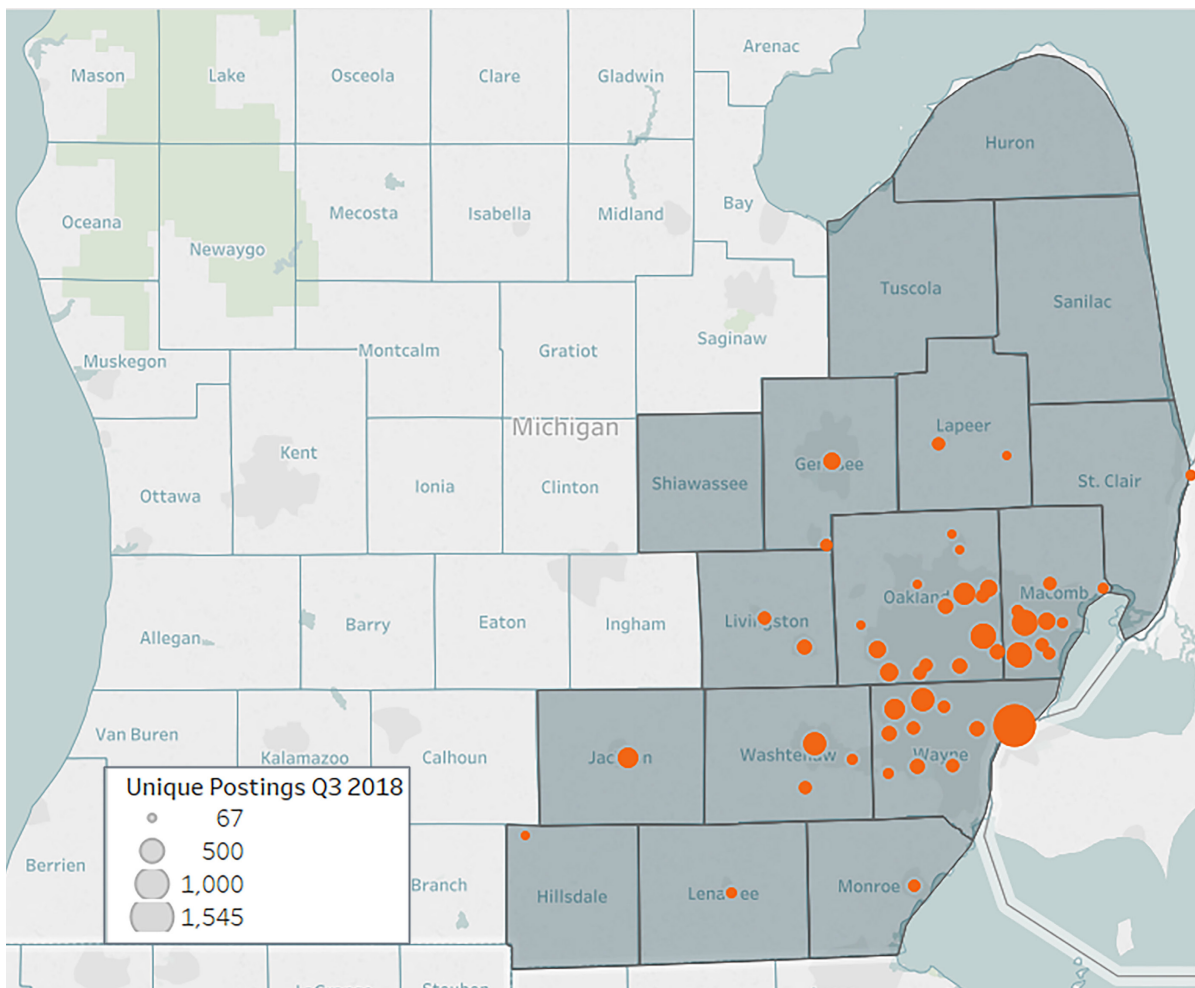 Arenac
Mason
Lake
Osceola
Clare
Gladwin
Huron
Oceana
Newaygo
Mecosta
Isabella
Midland
Bay
Tuscola
Sanilac
Muskegon
Montcalm
Gratiot
Saginaw
Michigan
Kent
Ottawa
Ionia
Clinton
Shiawassee
Lapeer
St. Clair
Allegan
Barry
Eaton
Ingham
Oakland
Macomb
Van Buren
Kalamazoo
Calhoun
Wayne
Unique Postings Q3 2018
67
500
1,000
1,545
Berrien
Branch
Hillsdale
Monroe